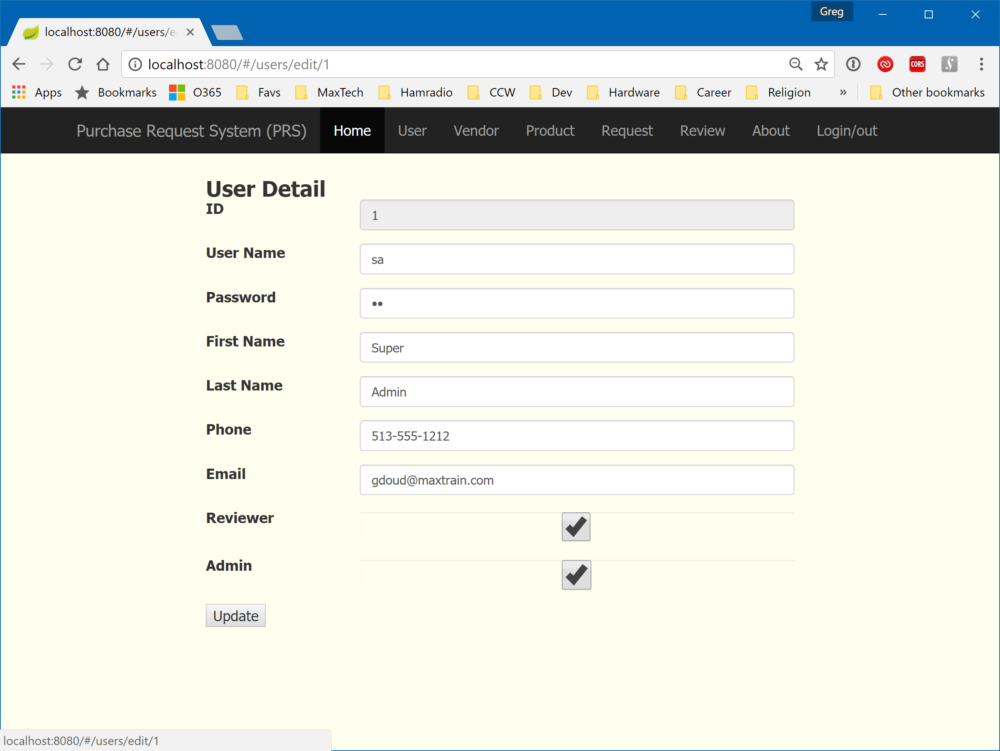 Greg
localhost:8080/#/users/e
localhost:8080/#/users/edit/1
CORS
Apps Bookmarks O365 Favs MaxTech Hamradio CCW Dev Hardware Career Religion » Other bookmarks
Purchase Request System (PRS) Home User Vendor Product Request Review About Login/out
User Detail
ID 1
User Name sa
Password ••
First Name Super
Last Name Admin
Phone 513-555-1212
Email gdoud@maxtrain.com
Reviewer
Admin
Update
localhost:8080/#/users/edit/1